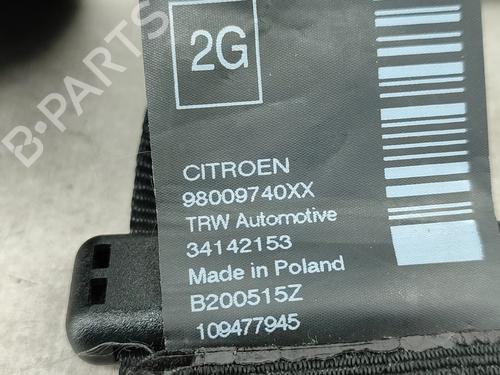 2G
CITROEN
98009740XX
TRW Automotive
34142153
Made in Poland
B200515Z
109477945
B-PARTS